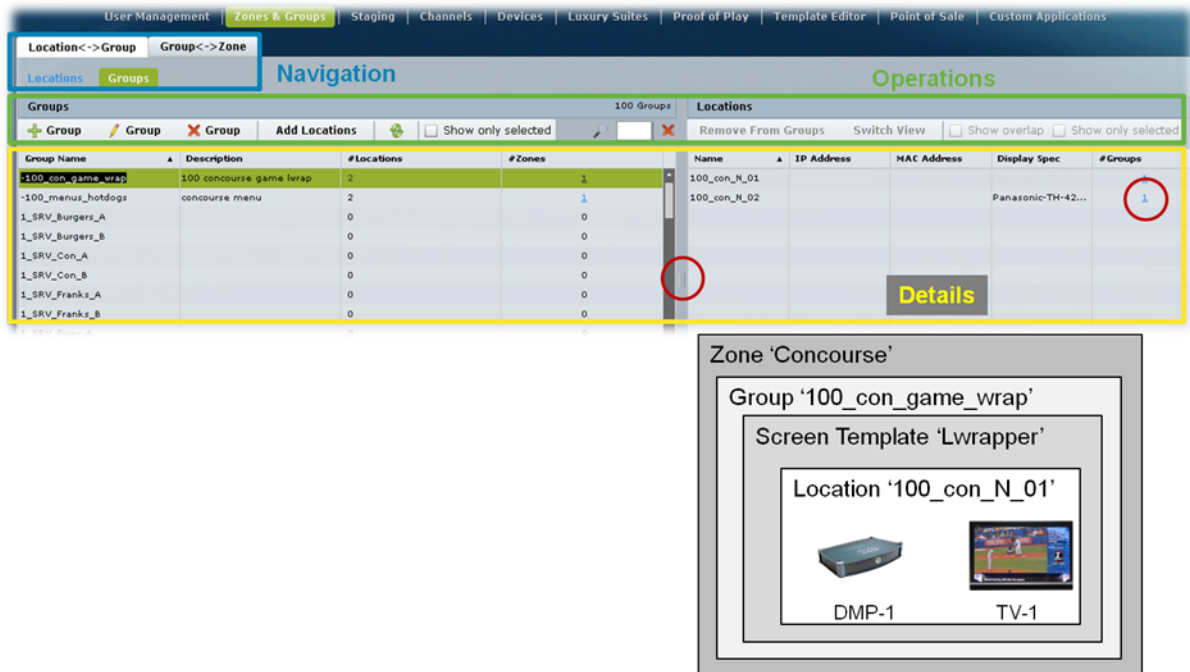 User Management | Zones & Groups | Staging | Channels | Devices | Luxury Suites | Proof of Play | Template Editor | Point of Sale | Custom Applications
Location<->Group Group<->Zone
Locations Groups
Navigation
Operations
Groups 100 Groups Locations
Group Group Group Add Locations Show only selected Remove From Groups Switch View Show overlap Show only selected
Group Name Description #Locations #Zones Name IP Address MAC Address Display Spec #Groups
-100_con_game_wrap 100 concourse game lwrap 2 1 100_con_N_01 1
-100_menus_hotdogs concourse menu 2 1 100_con_N_02 Panasonic-TH-42... 1
1_SRV_Burgers_A 0 0
1_SRV_Burgers_B 0 0
1_SRV_Con_A 0 0
1_SRV_Con_B 0 0
1_SRV_Franks_A 0 0
1_SRV_Franks_B 0 0
Details
Zone ‘Concourse’
Group ‘100_con_game_wrap’
Screen Template ‘Lwrapper’
Location ‘100_con_N_01’
DMP-1 TV-1